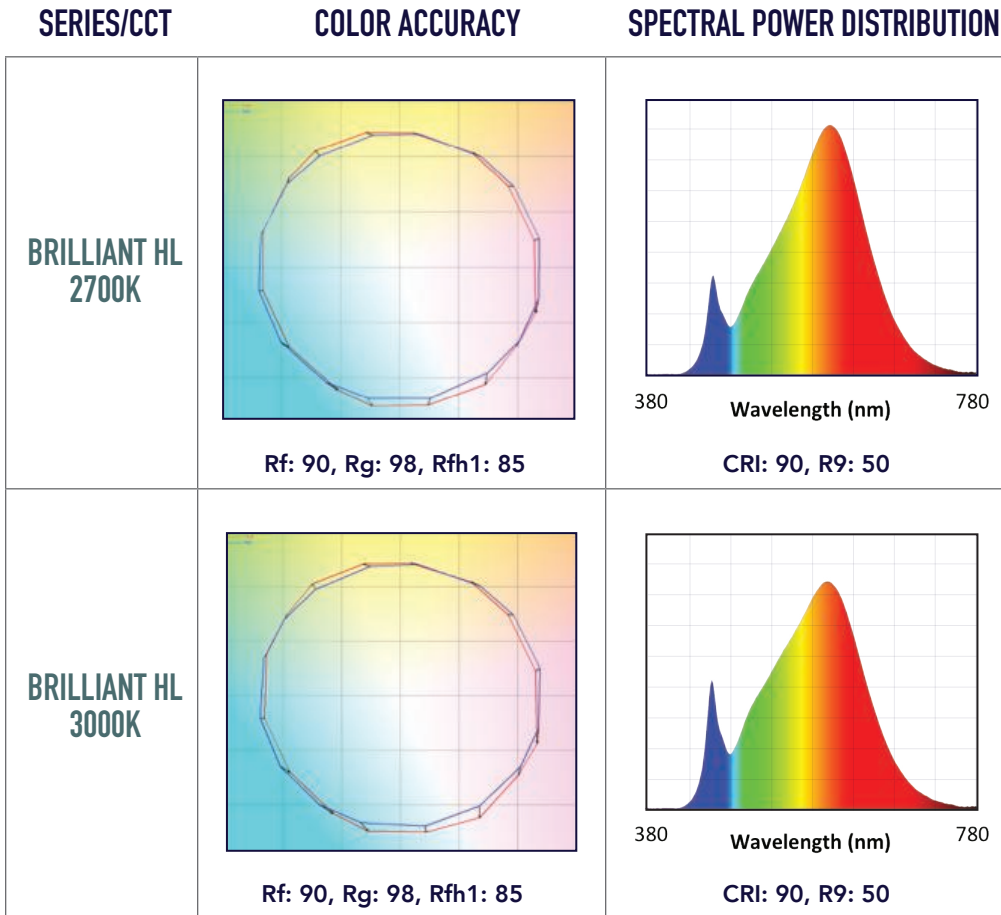 SERIES/CCT
COLOR ACCURACY
SPECTRAL POWER DISTRIBUTION
BRILLIANT HL
2700K
380
Wavelength (nm)
780
Rf: 90, Rg: 98, Rfh1: 85
CRI: 90, R9: 50
BRILLIANT HL
3000K
380
Wavelength (nm)
780
Rf: 90, Rg: 98, Rfh1: 85
CRI: 90, R9: 50